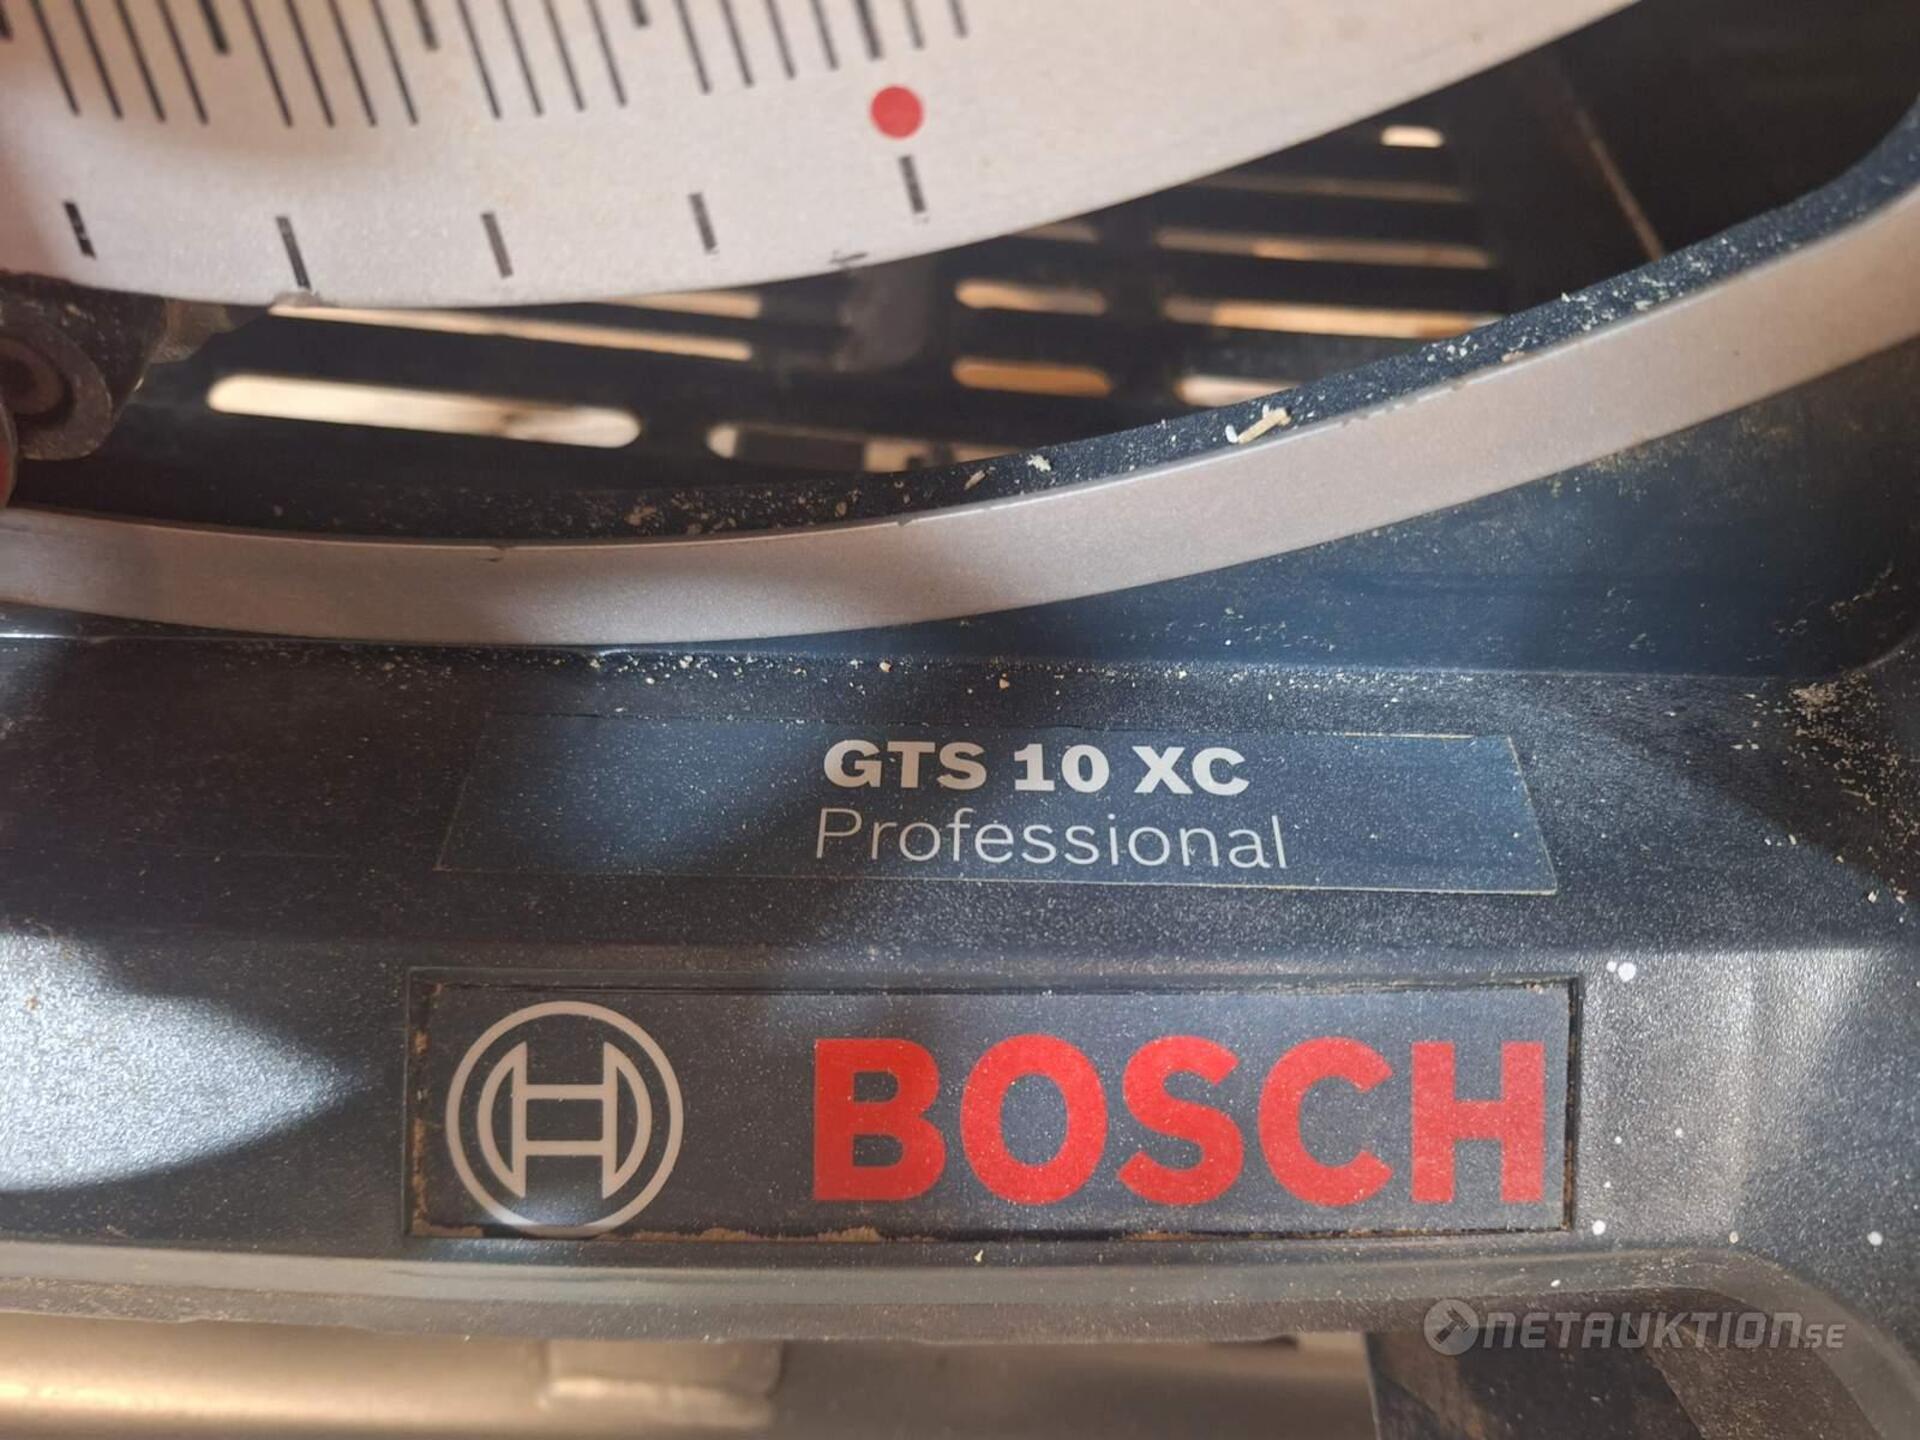 GTS 10 XC
Professional
BOSCH
NETAUKTION.SE